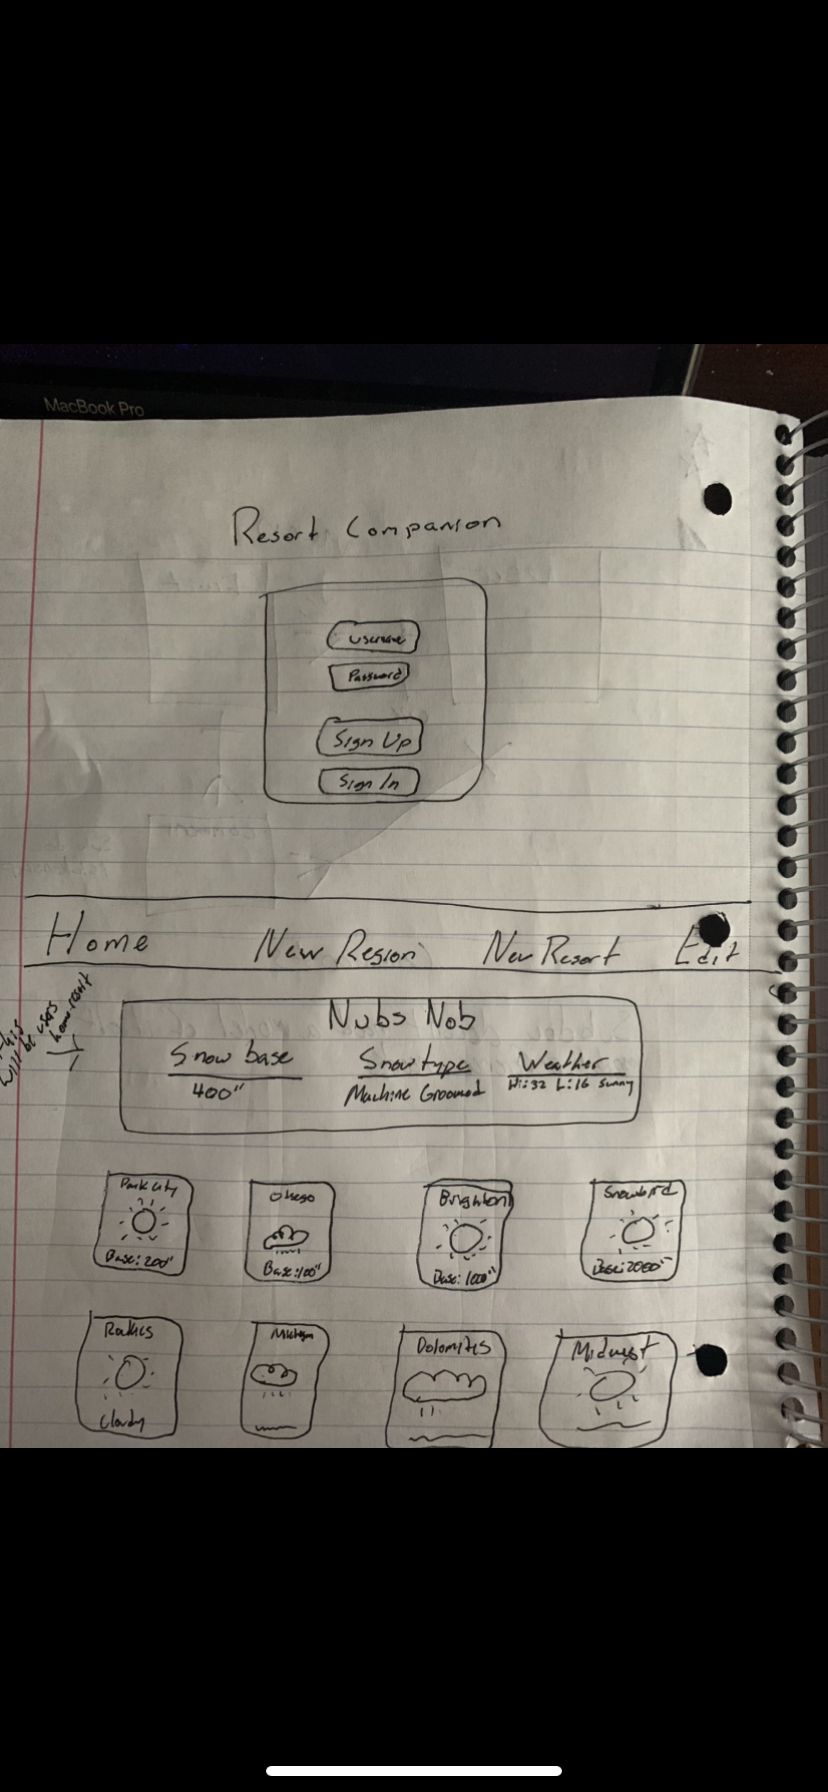 MacBook Pro
Resort Companion
Username
Password
Sign Up
Sign In
Home New Region New Resort Edit
This will be users home resort
Nubs Nob
Snow base Snow type Weather
400" Machine Groomed Hi:32 L:16 Sunny
Park City Otsego Brighton Snowbird
Base: 200" Base: 100" Base: 1000" Base: 2000"
Rockies Michigan Dolomites Midwest
Cloudy